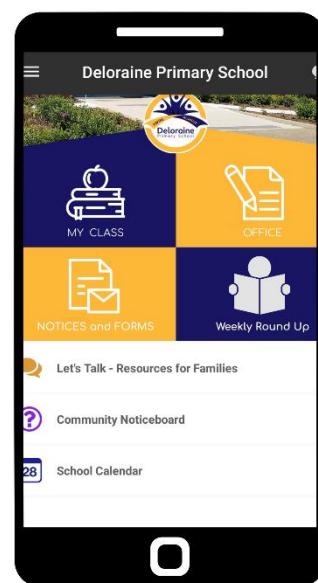 Deloraine Primary School
Deloraine
Primary School
MY CLASS
OFFICE
NOTICES and FORMS
Weekly Round Up
Let's Talk - Resources for Families
Community Noticeboard
?
28
School Calendar